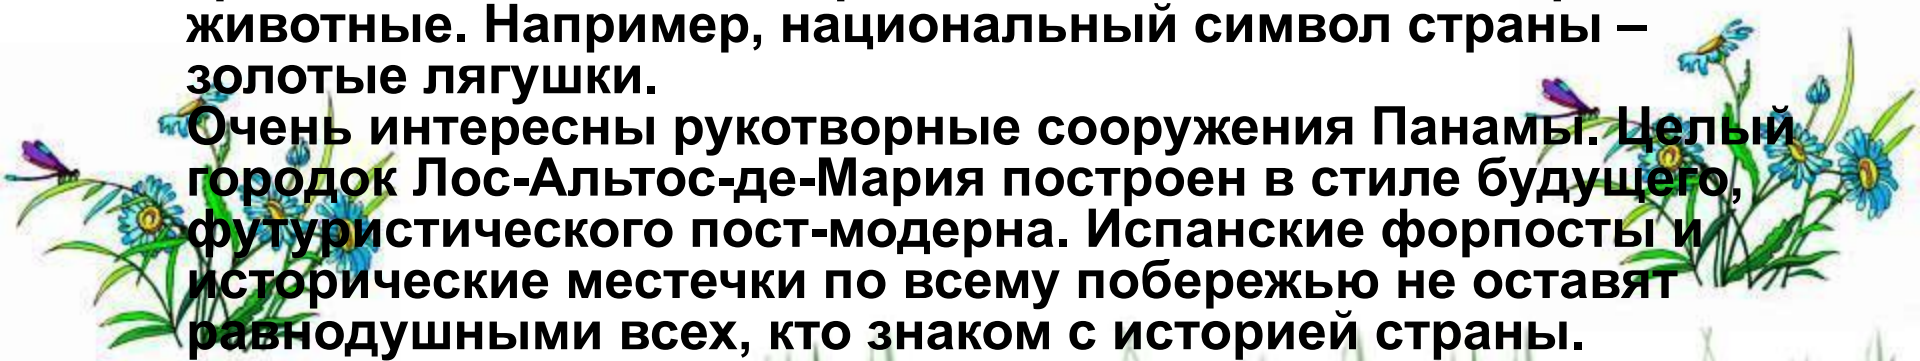 животные. Например, национальный символ страны –
золотые лягушки.
Очень интересны рукотворные сооружения Панамы. Целый
городок Лос-Альтос-де-Мария построен в стиле будущего,
футуристического пост-модерна. Испанские форпосты и
исторические местечки по всему побережью не оставят
равнодушными всех, кто знаком с историей страны.